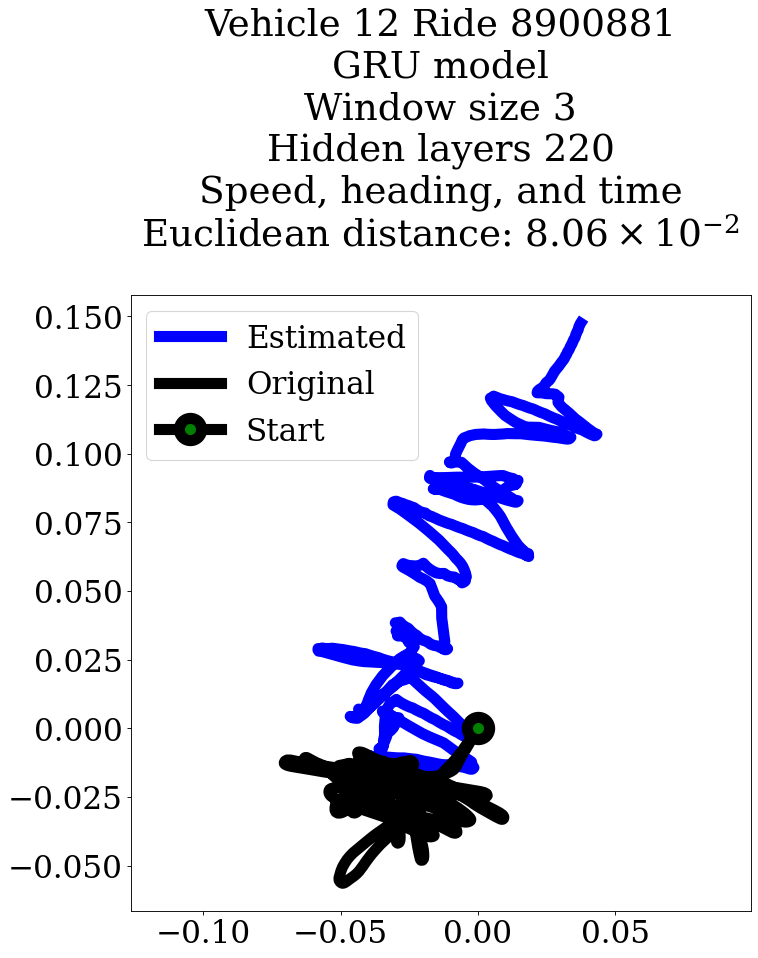 Vehicle 12 Ride 8900881
GRU model
Window size 3
Hidden layers 220
Speed, heading, and time
Euclidean distance: 8.06 × 10⁻²
Estimated
Original
Start
0.150
0.125
0.100
0.075
0.050
0.025
0.000
−0.025
−0.050
−0.10 −0.05 0.00 0.05